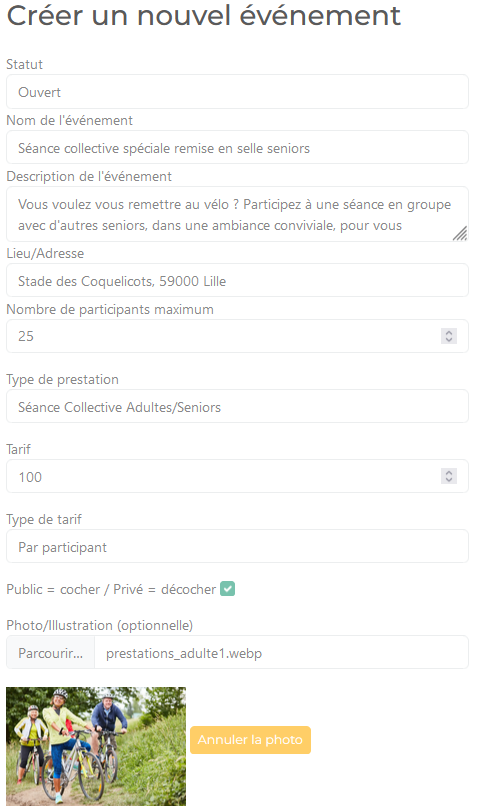 Créer un nouvel événement
Statut
Ouvert
Nom de l'événement
Séance collective spéciale remise en selle seniors
Description de l'événement
Vous voulez vous remettre au vélo ? Participez à une séance en groupe
avec d'autres seniors, dans une ambiance conviviale, pour vous
Lieu/Adresse
Stade des Coquelicots, 59000 Lille
Nombre de participants maximum
25
Type de prestation
Séance Collective Adultes/Seniors
Tarif
100
Type de tarif
Par participant
Public = cocher / Privé = décocher
Photo/Illustration (optionnelle)
Parcourir... prestations_adulte1.webp
Annuler la photo